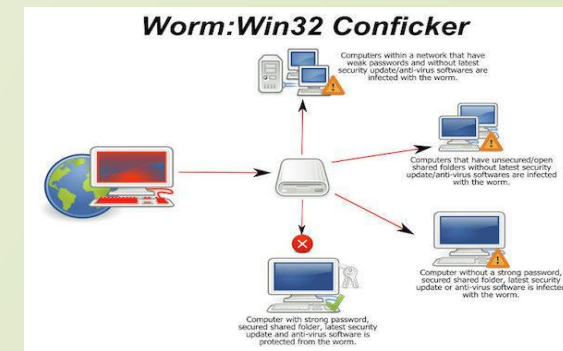 Worm:Win32 Conficker
Computers within a network that have
weak passwords and without latest
security update/anti-virus softwares are
infected with the worm.
Computers that have unsecured/open
shared folders without latest security
update/anti-virus softwares are infected
with the worm.
Computer without a strong password,
secured shared folder, latest security
update or anti-virus software is infected
with the worm.
Computer with strong password,
secured shared folder, latest security
update and anti-virus software is
protected from the worm.